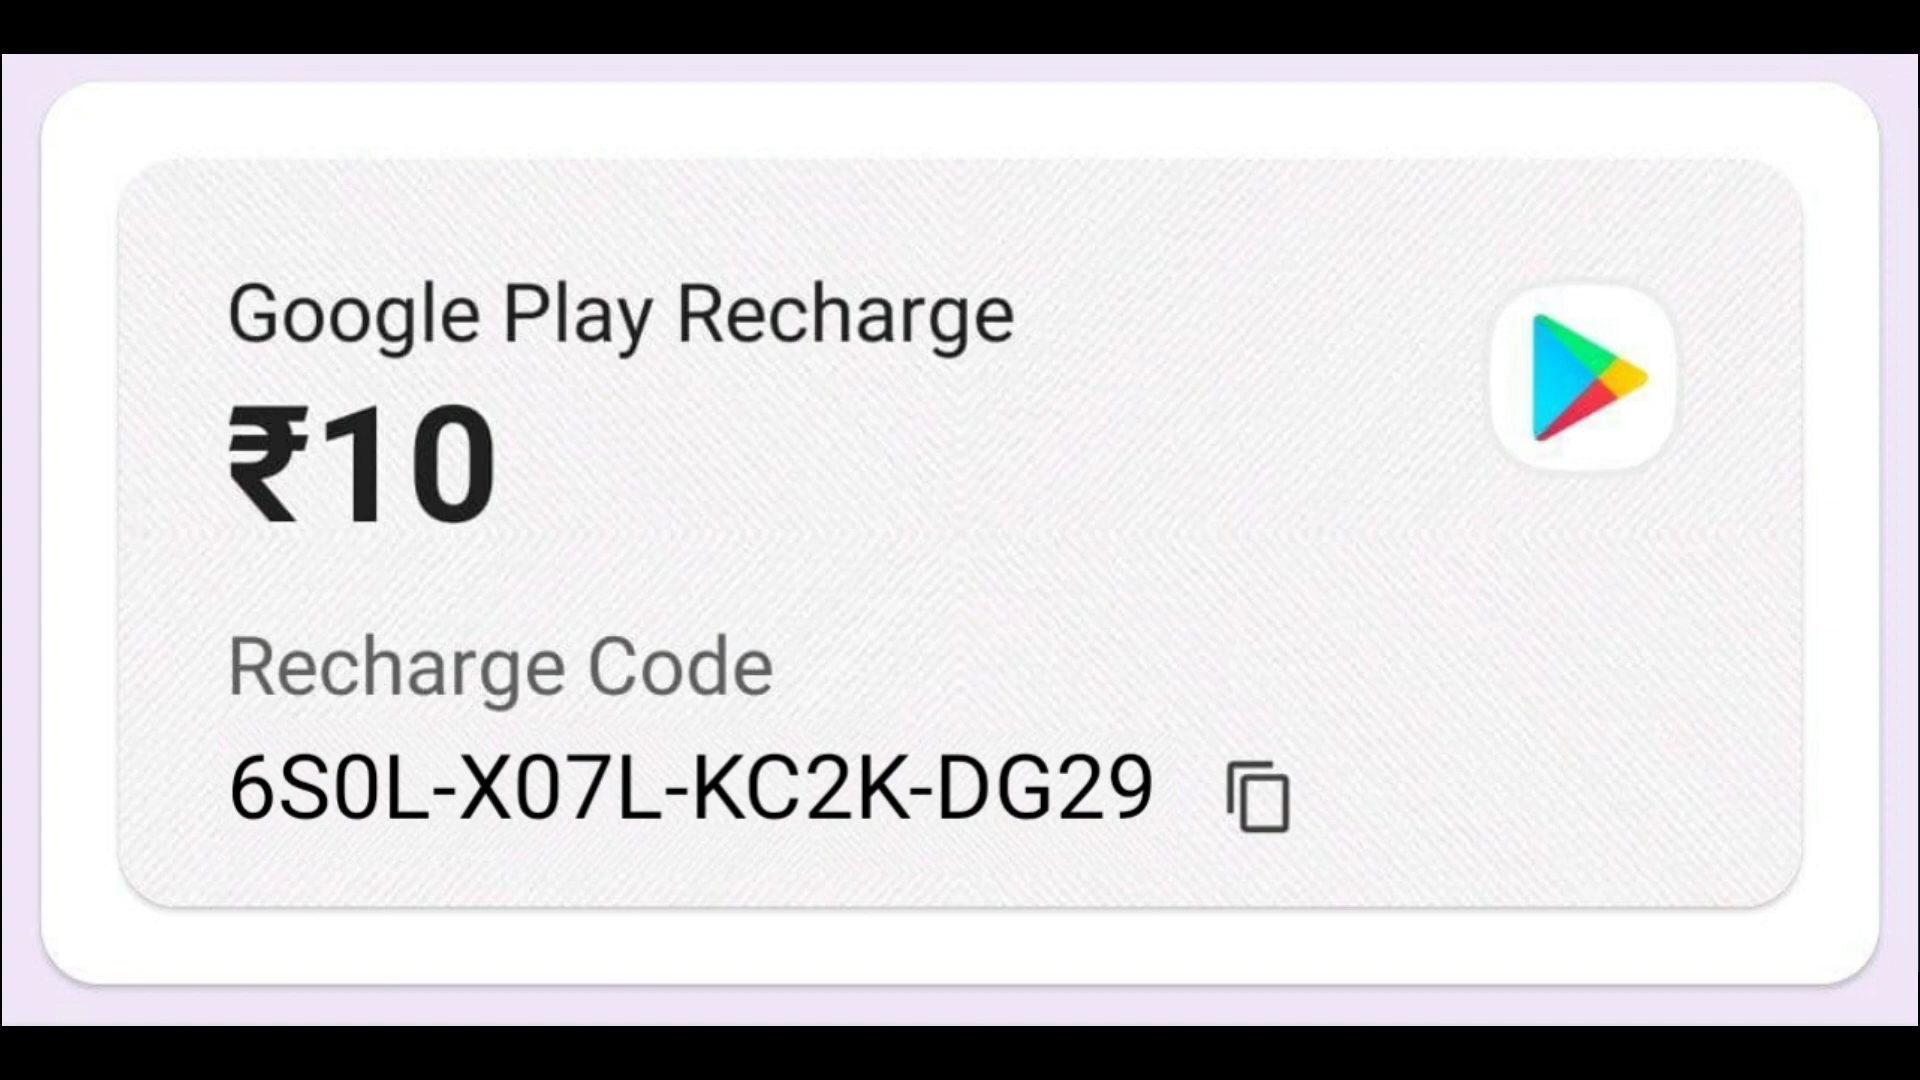 Google Play Recharge
₹10
Recharge Code
6S0L-X07L-KC2K-DG29